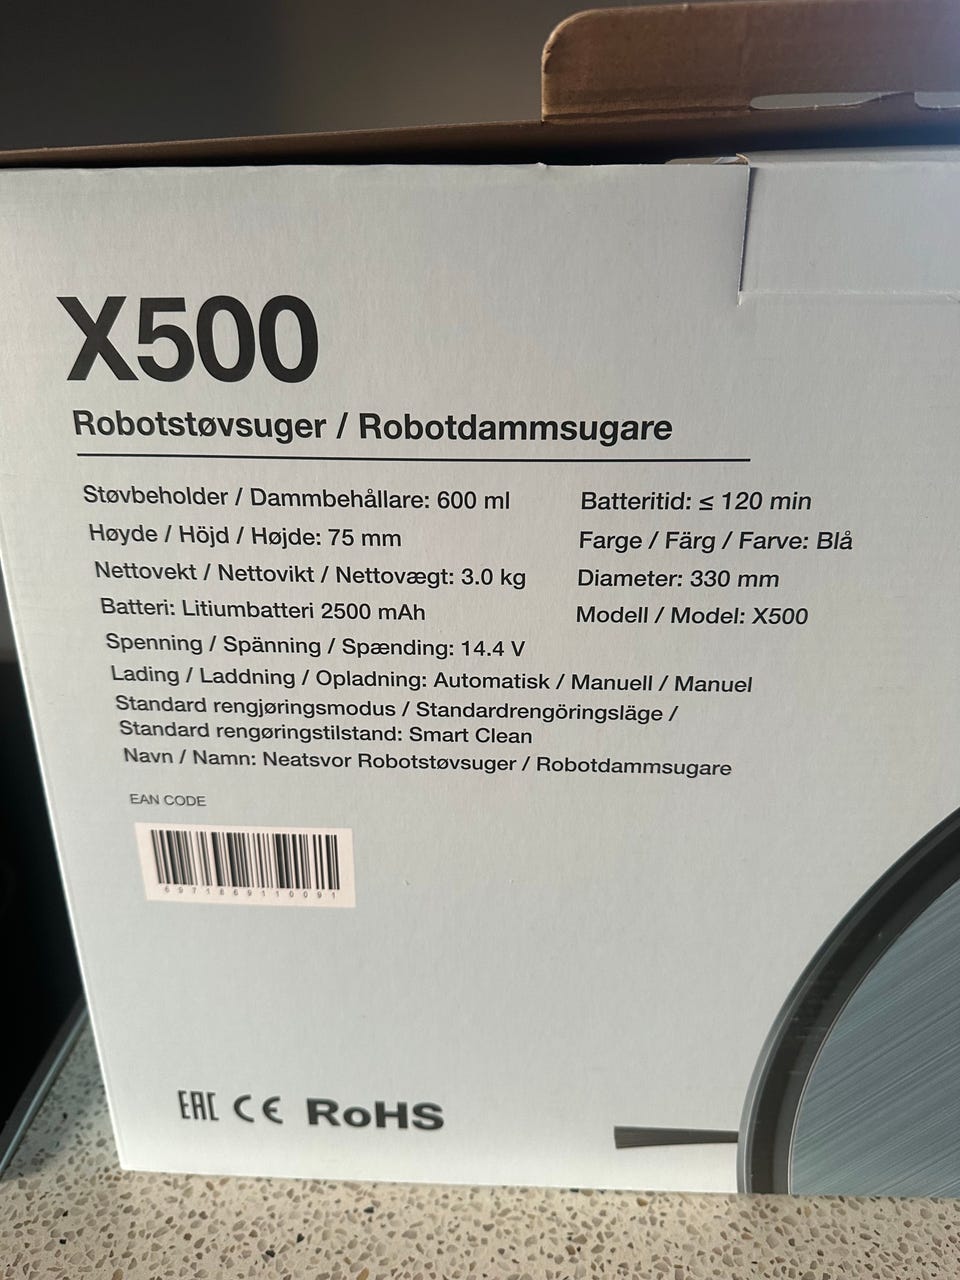 X500
Robotstøvsuger / Robotdammsugare
Støvbeholder / Dammbehållare: 600 ml
Høyde / Höjd / Højde: 75 mm
Nettovekt / Nettovikt / Nettovægt: 3.0 kg
Batteri: Litiumbatteri 2500 mAh
Spenning / Spänning / Spænding: 14.4 V
Lading / Laddning / Opladning: Automatisk / Manuell / Manuel
Standard rengjøringsmodus / Standardrengöringsläge /
Standard rengøringstilstand: Smart Clean
Navn / Namn: Neatsvor Robotstøvsuger / Robotdammsugare
Batteritid: ≤ 120 min
Farge / Färg / Farve: Blå
Diameter: 330 mm
Modell / Model: X500
EAN CODE
6971869110091
EAC CE RoHS